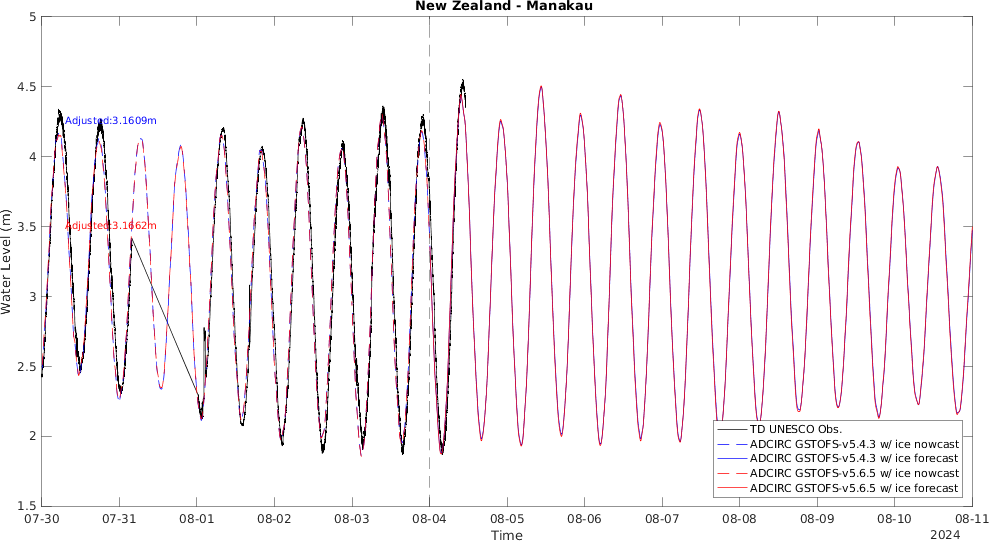 New Zealand - Manakau
5
4.5
4
3.5
3
2.5
2
1.5
Water Level (m)
Adjusted:3.1609m
Adjusted:3.1662m
TD UNESCO Obs.
ADCIRC GSTOFS-v5.4.3 w/ ice nowcast
ADCIRC GSTOFS-v5.4.3 w/ ice forecast
ADCIRC GSTOFS-v5.6.5 w/ ice nowcast
ADCIRC GSTOFS-v5.6.5 w/ ice forecast
07-30 07-31 08-01 08-02 08-03 08-04 08-05 08-06 08-07 08-08 08-09 08-10 08-11
Time
2024